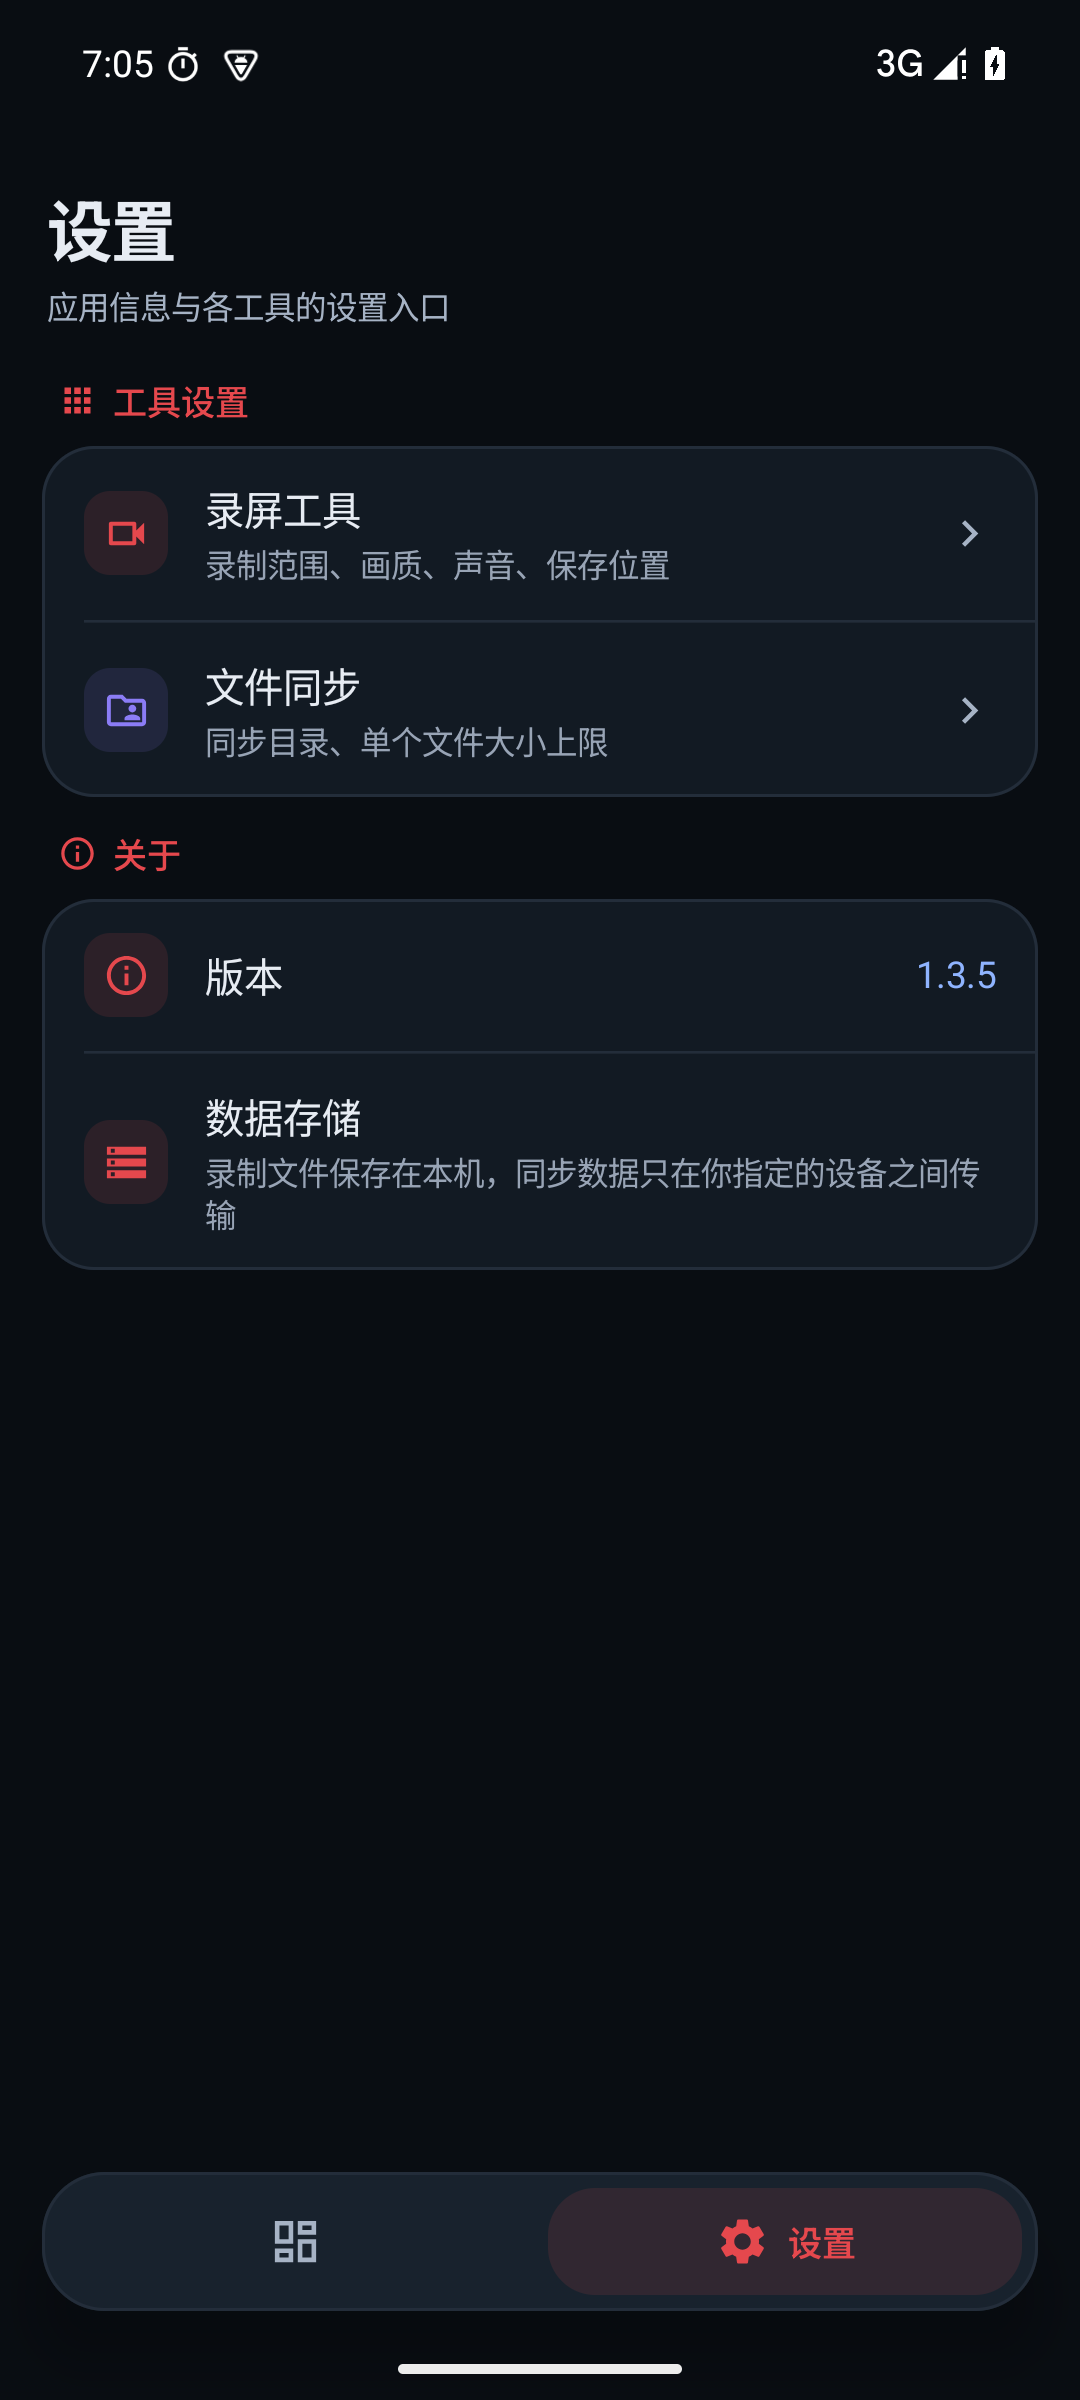 7:05
3G
设置
应用信息与各工具的设置入口
工具设置
录屏工具
录制范围、画质、声音、保存位置
文件同步
同步目录、单个文件大小上限
关于
版本
1.3.5
数据存储
录制文件保存在本机，同步数据只在你指定的设备之间传
输
设置